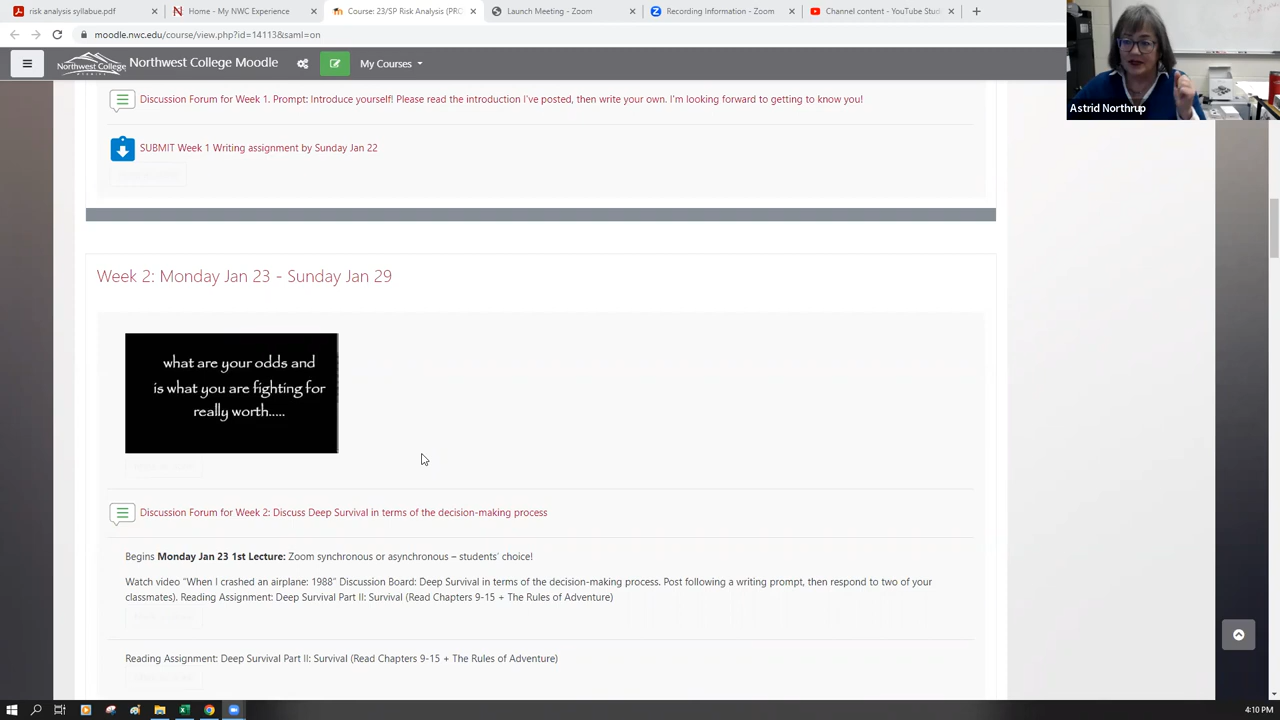 risk analysis syllabus.pdf
Home - My NWC Experience
Course: 23/SP Risk Analysis (PRO
Launch Meeting - Zoom
Recording Information - Zoom
Channel content - YouTube Stud
moodle.nwc.edu/course/view.php?id=14113&saml=on
Northwest College Moodle
My Courses
Astrid Northrup
Discussion Forum for Week 1. Prompt: Introduce yourself! Please read the introduction I've posted, then write your own. I'm looking forward to getting to know you!
SUBMIT Week 1 Writing assignment by Sunday Jan 22
Week 2: Monday Jan 23 - Sunday Jan 29
what are your odds and
is what you are fighting for
really worth.....
Discussion Forum for Week 2: Discuss Deep Survival in terms of the decision-making process
Begins Monday Jan 23 1st Lecture: Zoom synchronous or asynchronous – students' choice!
Watch video "When I crashed an airplane: 1988" Discussion Board: Deep Survival in terms of the decision-making process. Post following a writing prompt, then respond to two of your
classmates). Reading Assignment: Deep Survival Part II: Survival (Read Chapters 9-15 + The Rules of Adventure)
Reading Assignment: Deep Survival Part II: Survival (Read Chapters 9-15 + The Rules of Adventure)
4:10 PM